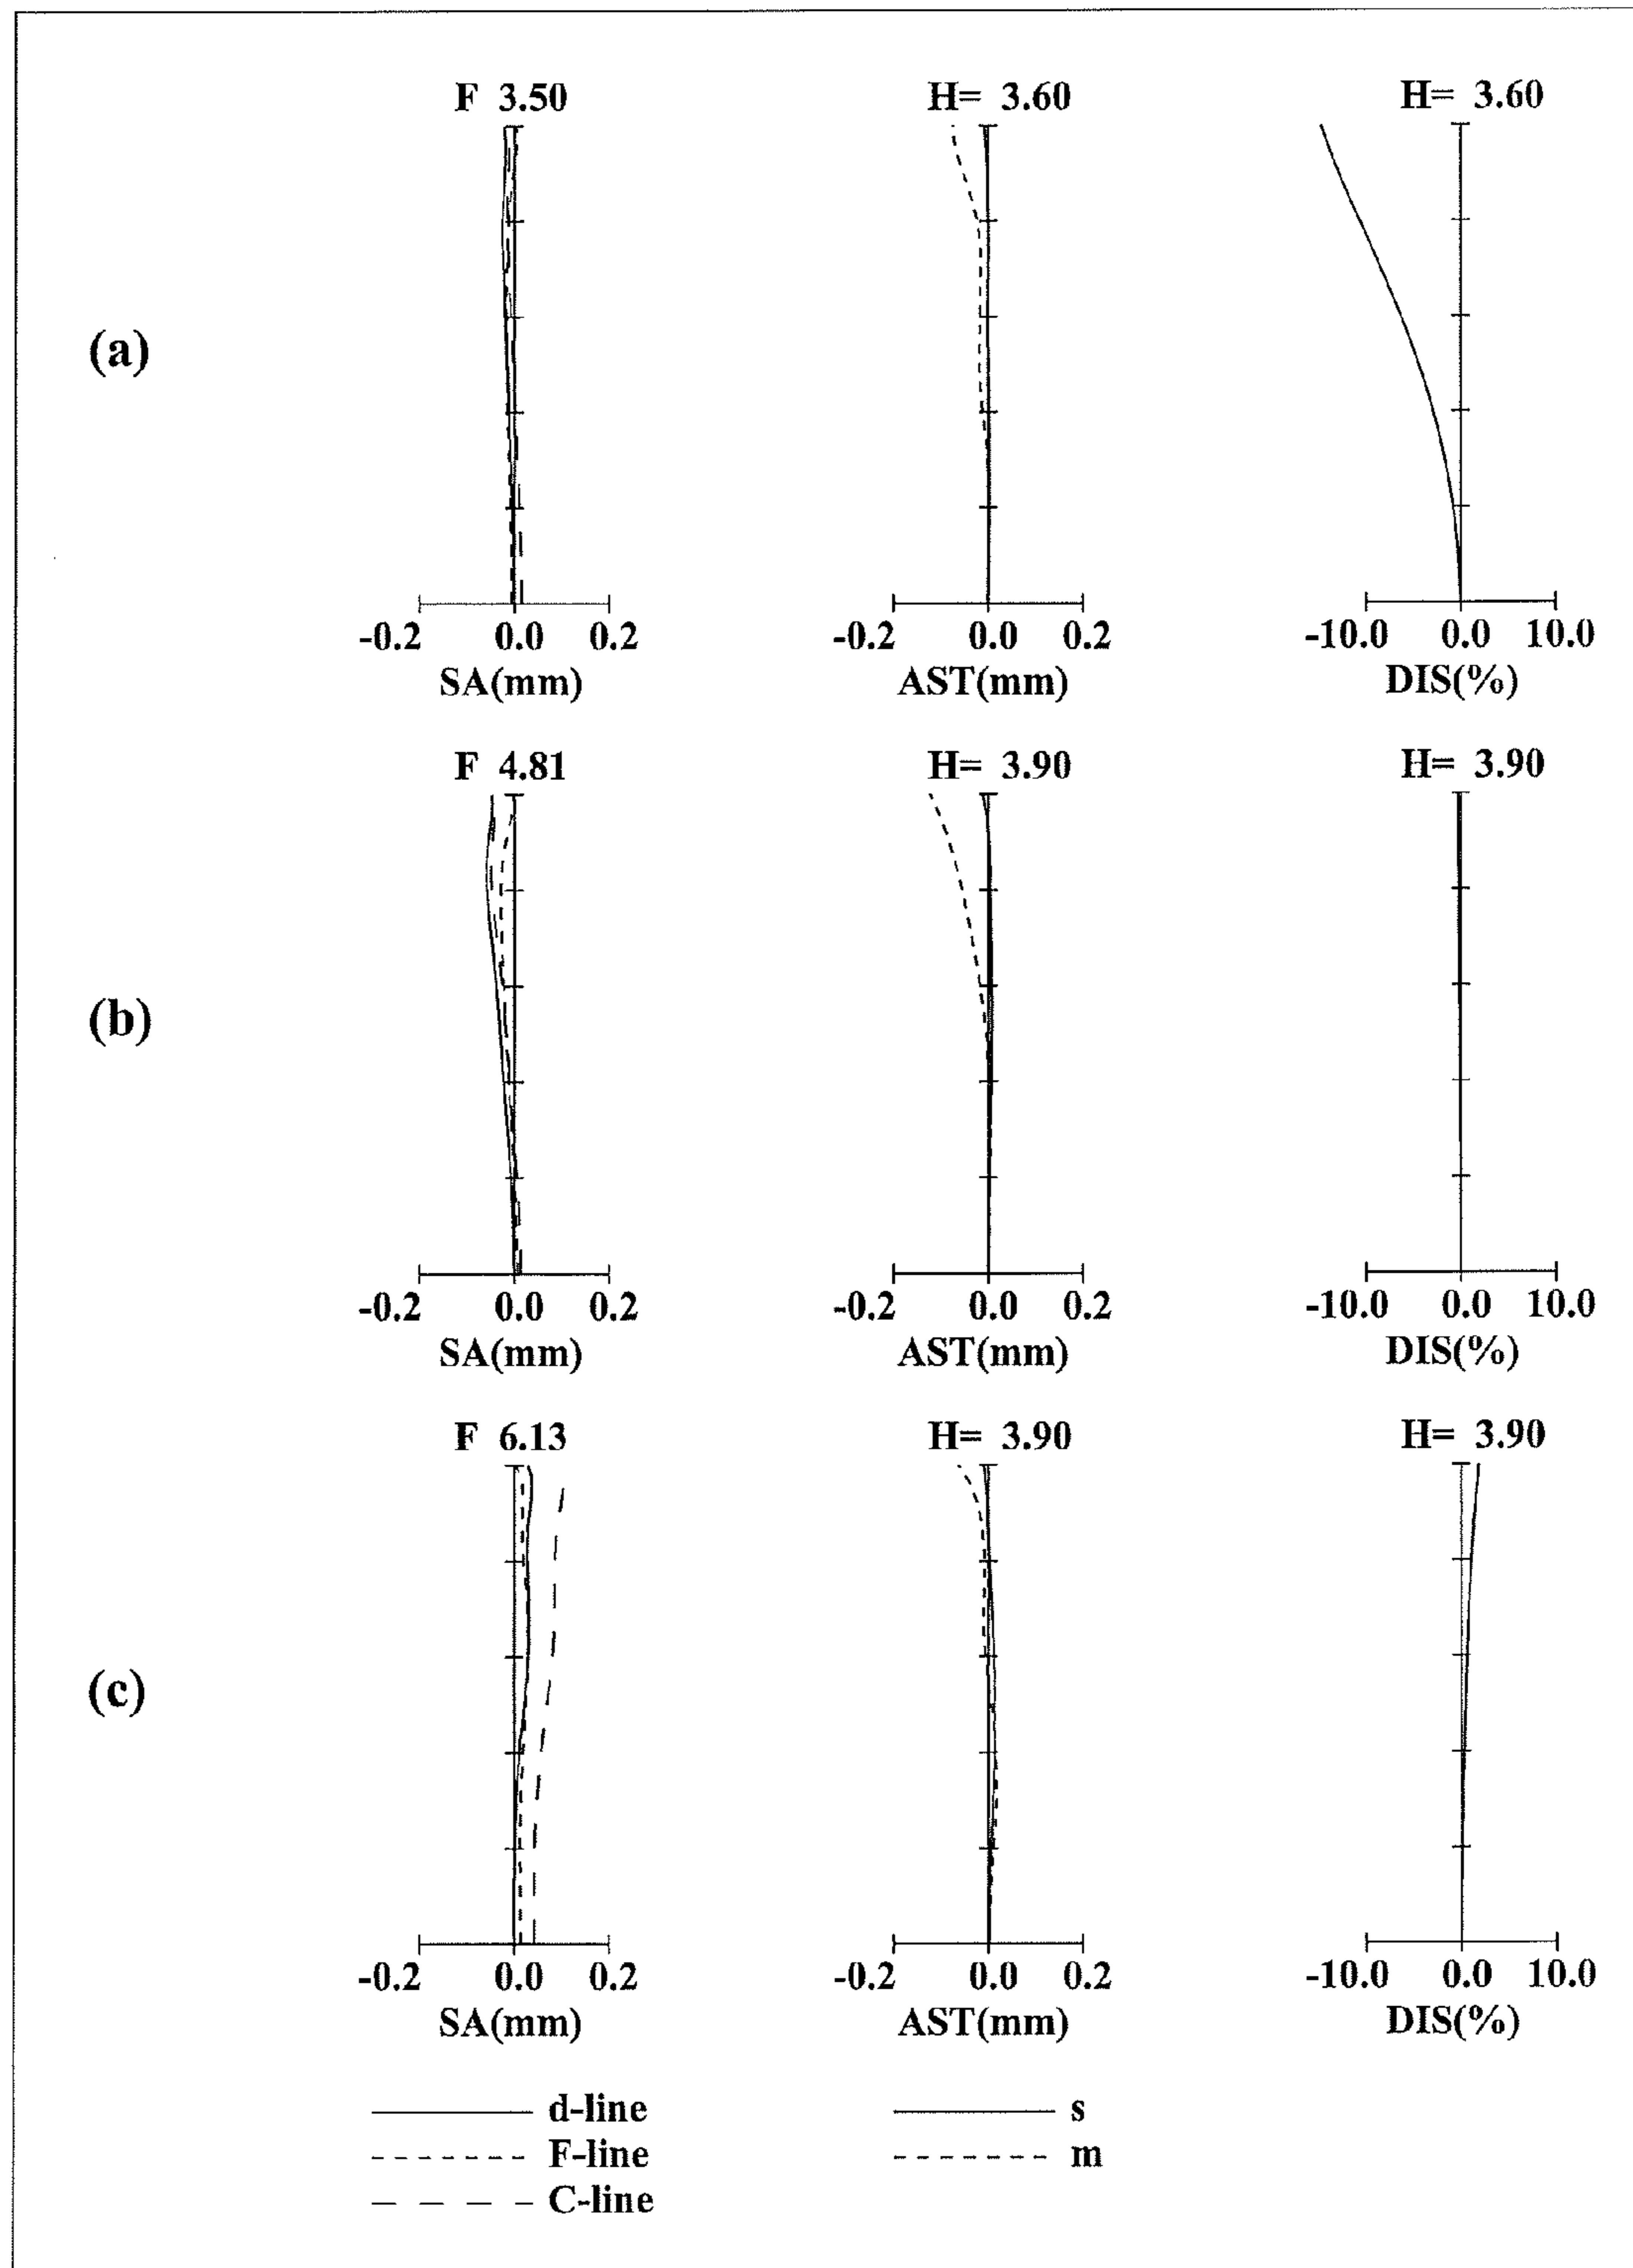 F 3.50 H= 3.60 H= 3.60
(a)
-0.2 0.0 0.2 -0.2 0.0 0.2 -10.0 0.0 10.0
SA(mm) AST(mm) DIS(%)
F 4.81 H= 3.90 H= 3.90
(b)
-0.2 0.0 0.2 -0.2 0.0 0.2 -10.0 0.0 10.0
SA(mm) AST(mm) DIS(%)
F 6.13 H= 3.90 H= 3.90
(c)
-0.2 0.0 0.2 -0.2 0.0 0.2 -10.0 0.0 10.0
SA(mm) AST(mm) DIS(%)
d-line s
F-line m
C-line